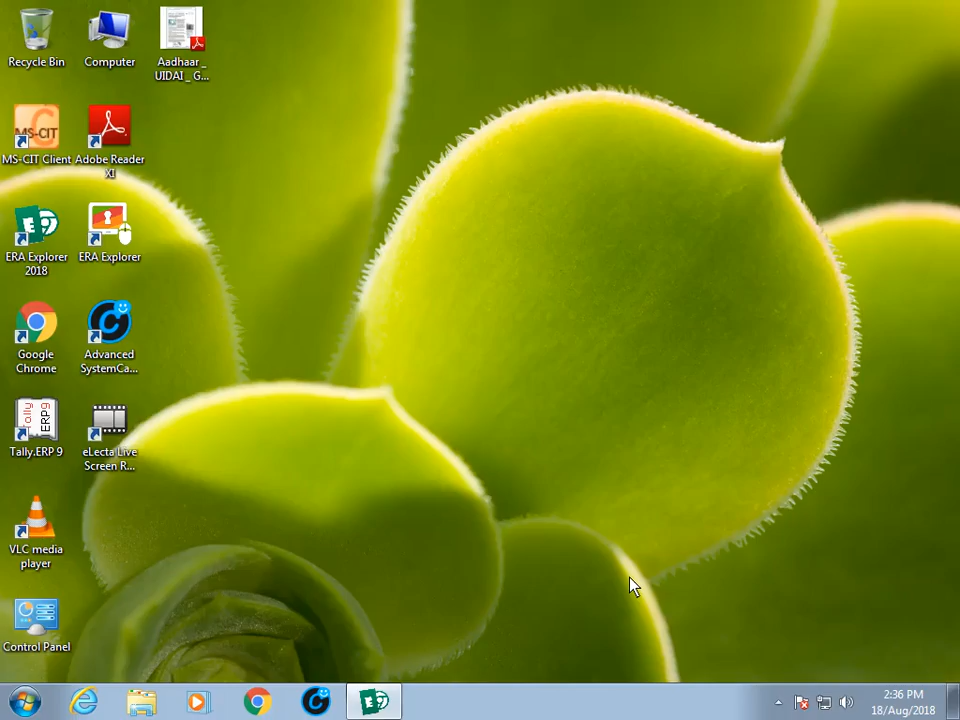 Recycle Bin
Computer
Aadhaar _
UIDAI _ G...
MS-CIT
MS-CIT Client
Adobe Reader
XI
ERA Explorer
2018
ERA Explorer
Google
Chrome
Advanced
SystemCa...
Tally
ERP9
Tally.ERP 9
eLecta Live
Screen R...
VLC media
player
Control Panel
2:36 PM
18/Aug/2018